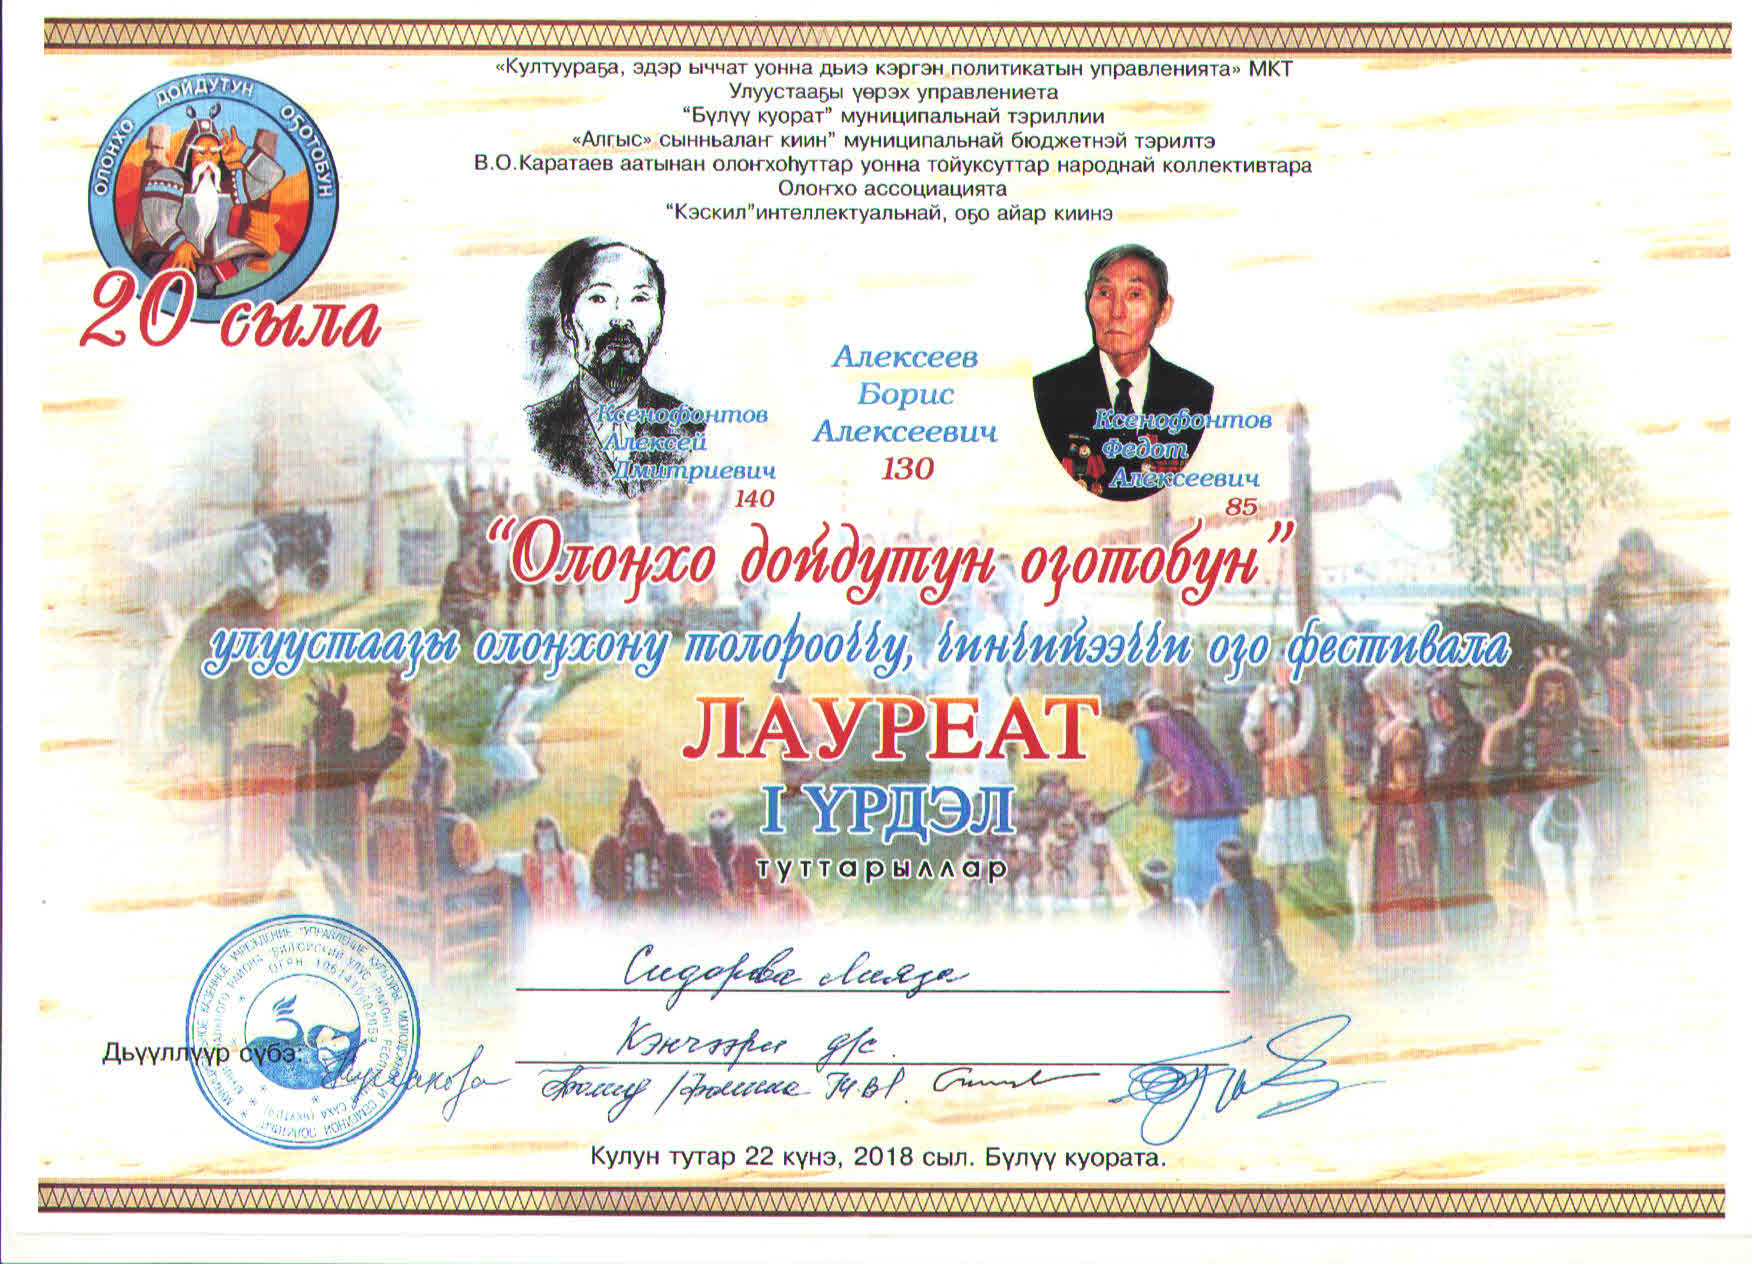 «Култуураҕа, эдэр ыччат уонна дьиэ кэргэн политикатын управленията» МКТ
Улуустааҕы үөрэх управлениета
“Бүлүү куорат” муниципальнай тэриллии
«Алгыс» сынньалаҥ киин” муниципальнай бюджетнэй тэрилтэ
В.О.Каратаев аатынан олоҥхоһуттар уонна тойуксуттар народнай коллективтара
Олоҥхо ассоциацията
“Кэскил”интеллектуальнай, оҕо айар киинэ
ОЛОҤХО ДОЙДУТУН ОҔОТОБУН
20 сыла
Ксенофонтов
Алексей
Дмитриевич
140
Алексеев
Борис
Алексеевич
130
Ксенофонтов
Федот
Алексеевич
85
“Олоҥхо дойдутун оҕотобун”
улуустааҕы олоҥхону толорооччу, иһитиннээччи оҕо фестивала
ЛАУРЕАТ
I ҮРДЭЛ
туттарыллар
Сидорова
Кэнчээри д/с
Дьүүллүүр сүбэ:
Кулун тутар 22 күнэ, 2018 сыл. Бүлүү куората.